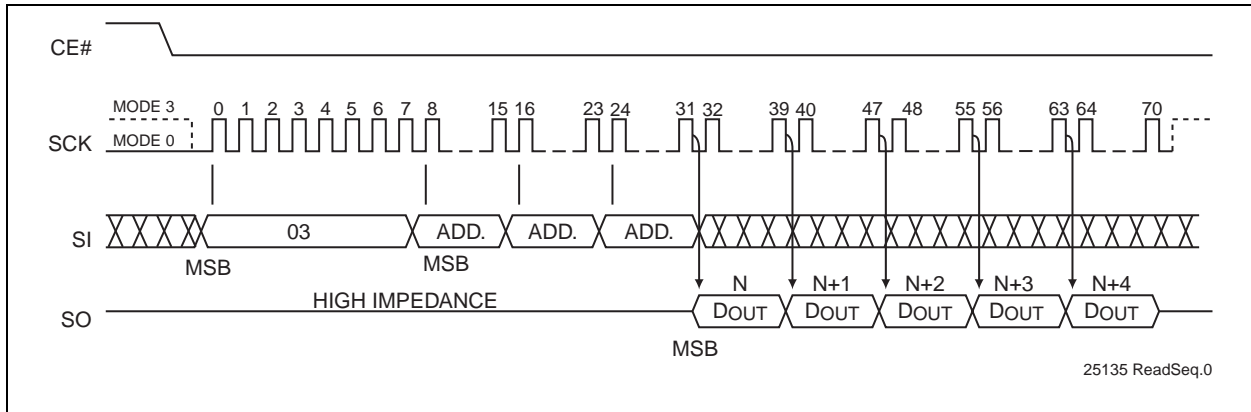 CE#
MODE 3
0 1 2 3 4 5 6 7 8 15 16 23 24 31 32 39 40 47 48 55 56 63 64 70
SCK MODE 0
SI 03 ADD. ADD. ADD.
MSB MSB
N N+1 N+2 N+3 N+4
HIGH IMPEDANCE
SO DOUT DOUT DOUT DOUT DOUT
MSB
25135 ReadSeq.0